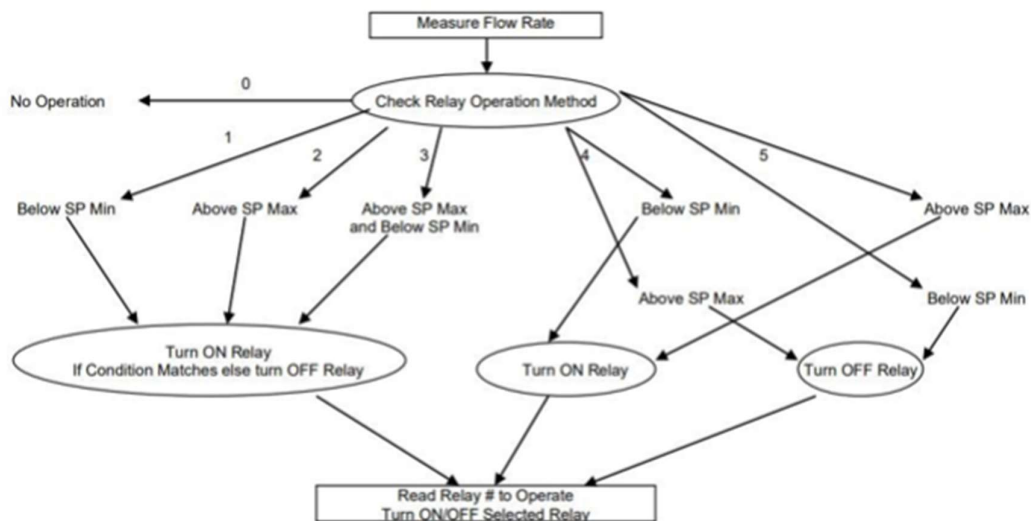 Measure Flow Rate
Check Relay Operation Method
0
No Operation
1
2
3
4
5
Below SP Min
Above SP Max
Above SP Max
and Below SP Min
Below SP Min
Above SP Max
Above SP Max
Below SP Min
Turn ON Relay
If Condition Matches else turn OFF Relay
Turn ON Relay
Turn OFF Relay
Read Relay # to Operate
Turn ON/OFF Selected Relay